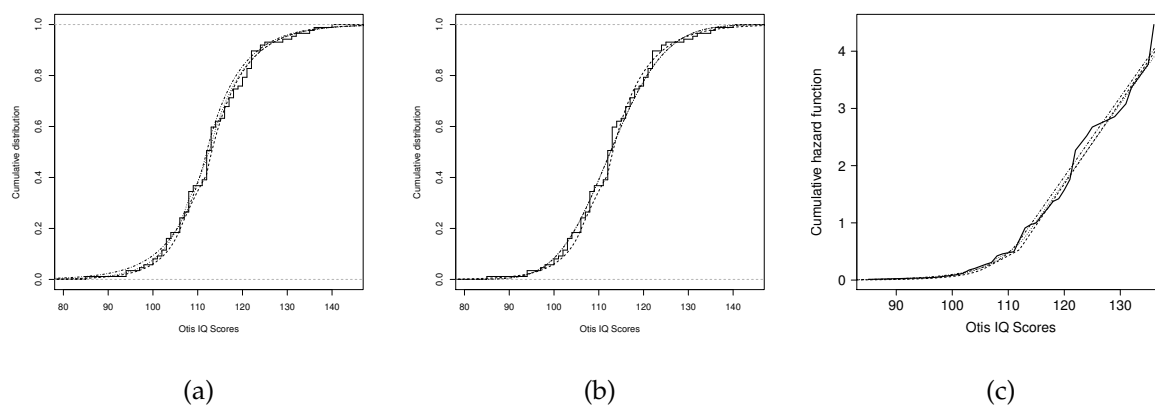 Cumulative distribution
0.0 0.2 0.4 0.6 0.8 1.0
80 90 100 110 120 130 140
Otis IQ Scores
(a)
Cumulative distribution
0.0 0.2 0.4 0.6 0.8 1.0
80 90 100 110 120 130 140
Otis IQ Scores
(b)
Cumulative hazard function
0 1 2 3 4
90 100 110 120 130
Otis IQ Scores
(c)